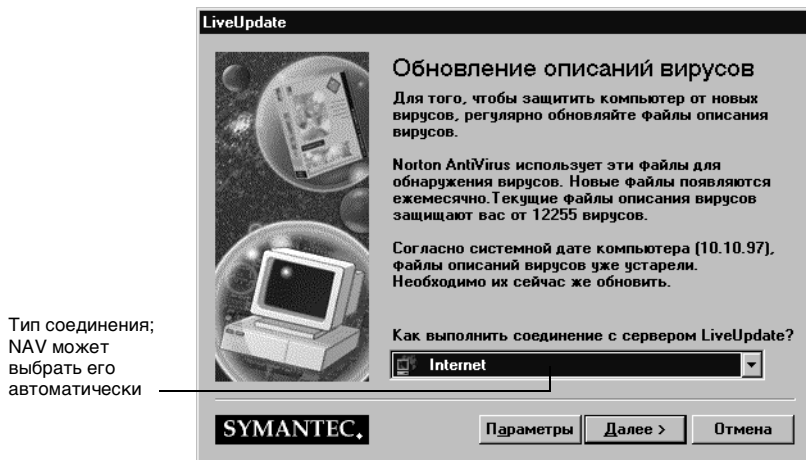 LiveUpdate
Обновление описаний вирусов
Для того, чтобы защитить компьютер от новых
вирусов, регулярно обновляйте файлы описания
вирусов.
Norton AntiVirus использует эти файлы для
обнаружения вирусов. Новые файлы появляются
ежемесячно.Текущие файлы описания вирусов
защищают вас от 12255 вирусов.
Согласно системной дате компьютера (10.10.97),
файлы описаний вирусов уже устарели.
Необходимо их сейчас же обновить.
Как выполнить соединение с сервером LiveUpdate?
Internet
Тип соединения;
NAV может
выбрать его
автоматически
SYMANTEC.
Параметры
Далее >
Отмена